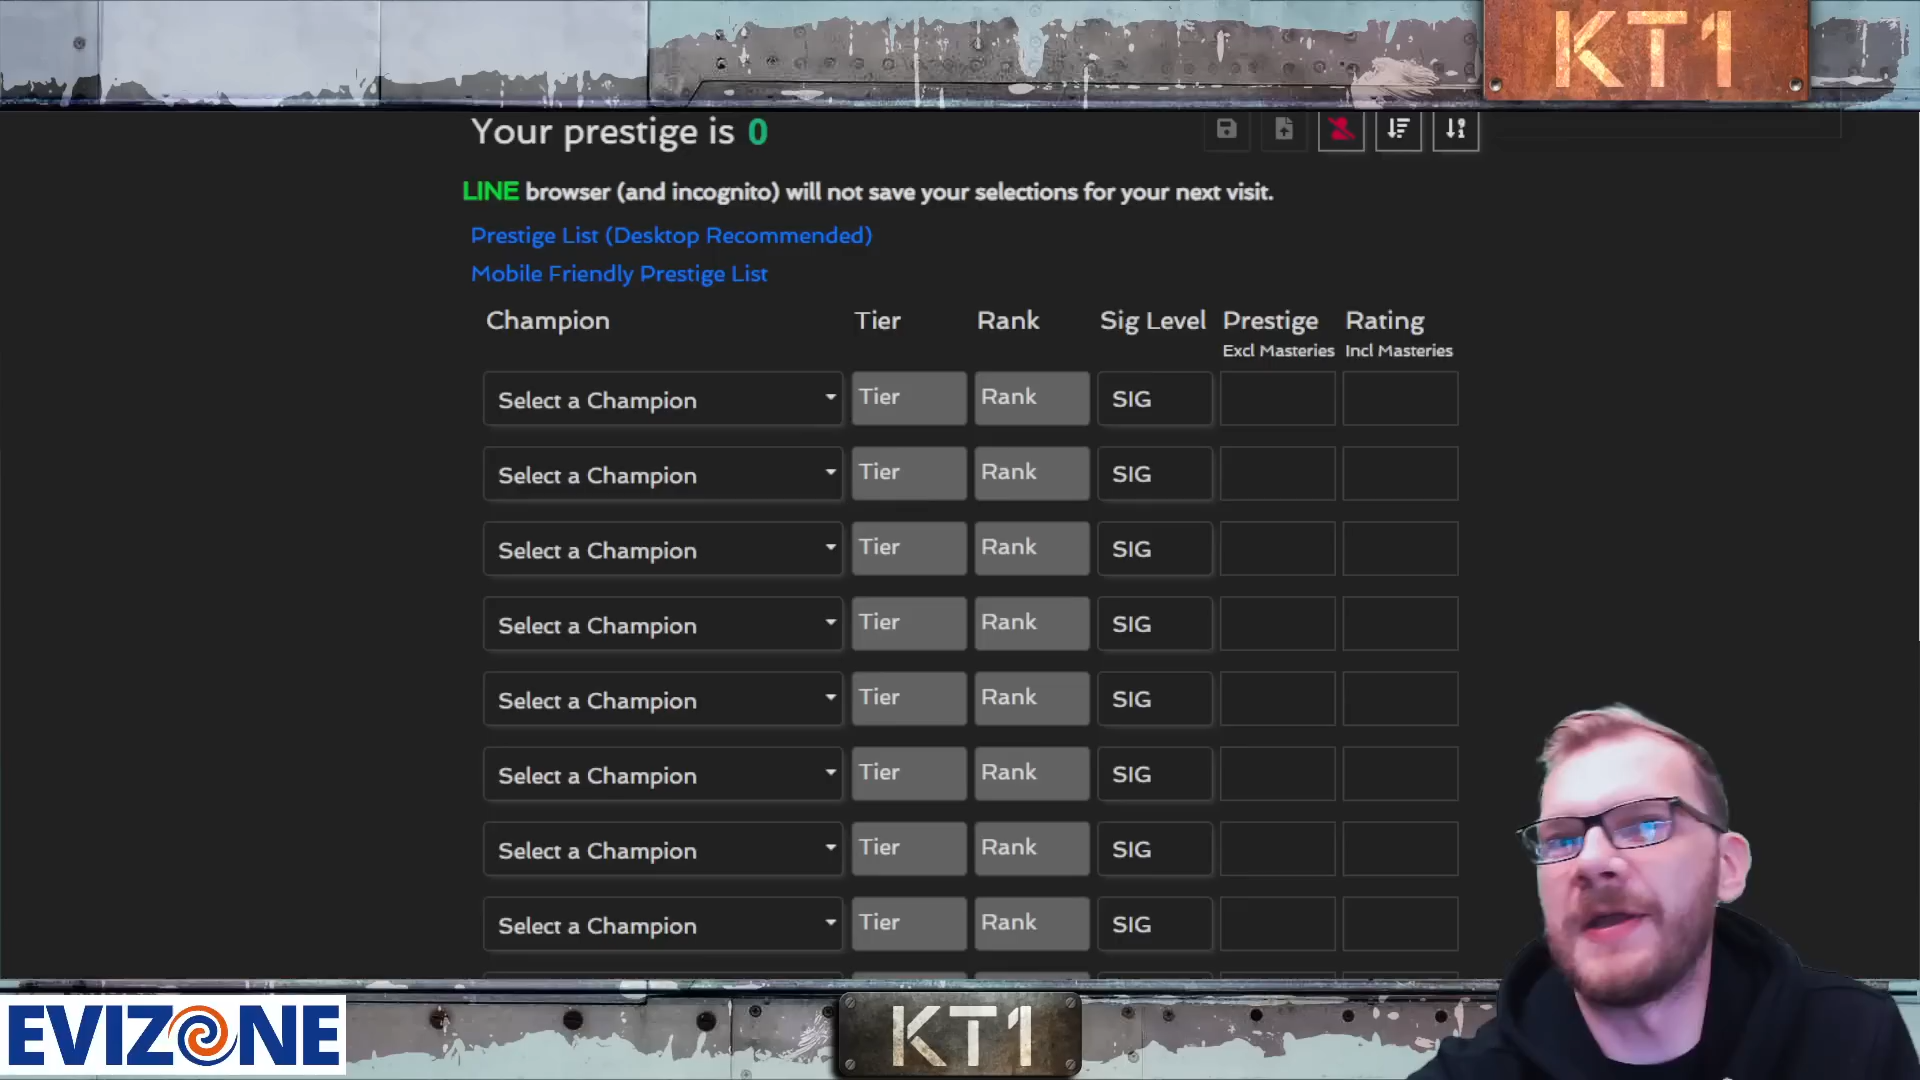 KT1
Your prestige is 0
LINE browser (and incognito) will not save your selections for your next visit.
Prestige List (Desktop Recommended)
Mobile Friendly Prestige List
Champion Tier Rank Sig Level Prestige Rating
Excl Masteries Incl Masteries
Select a Champion Tier Rank SIG
Select a Champion Tier Rank SIG
Select a Champion Tier Rank SIG
Select a Champion Tier Rank SIG
Select a Champion Tier Rank SIG
Select a Champion Tier Rank SIG
Select a Champion Tier Rank SIG
Select a Champion Tier Rank SIG
EVIZONE
KT1